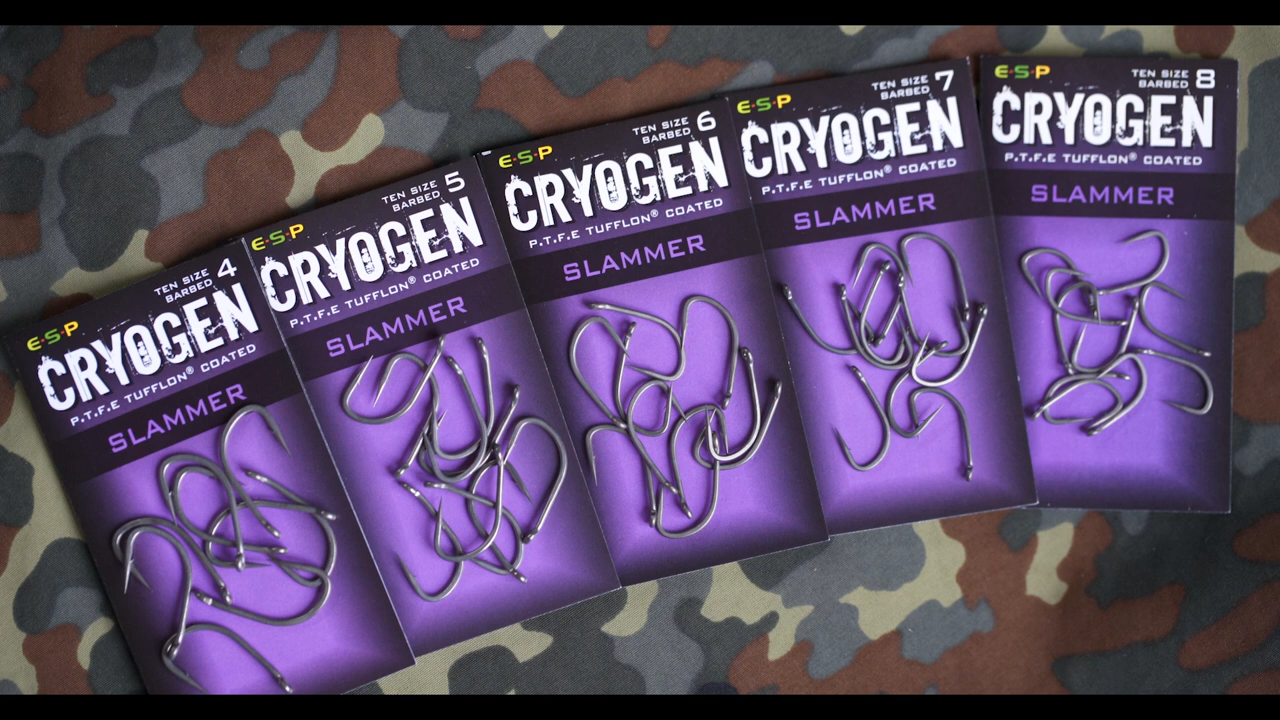 E·S·P
TEN SIZE 4
BARBED
CRYOGEN
P.T.F.E TUFFLON® COATED
SLAMMER
E·S·P
TEN SIZE 5
BARBED
CRYOGEN
P.T.F.E TUFFLON® COATED
SLAMMER
E·S·P
TEN SIZE 6
BARBED
CRYOGEN
P.T.F.E TUFFLON® COATED
SLAMMER
E·S·P
TEN SIZE 7
BARBED
CRYOGEN
P.T.F.E TUFFLON® COATED
SLAMMER
E·S·P
TEN SIZE 8
BARBED
CRYOGEN
P.T.F.E TUFFLON® COATED
SLAMMER